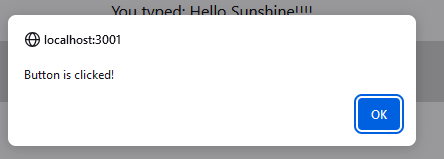 You typed: Hello Sunshine!!!!
localhost:3001
Button is clicked!
OK